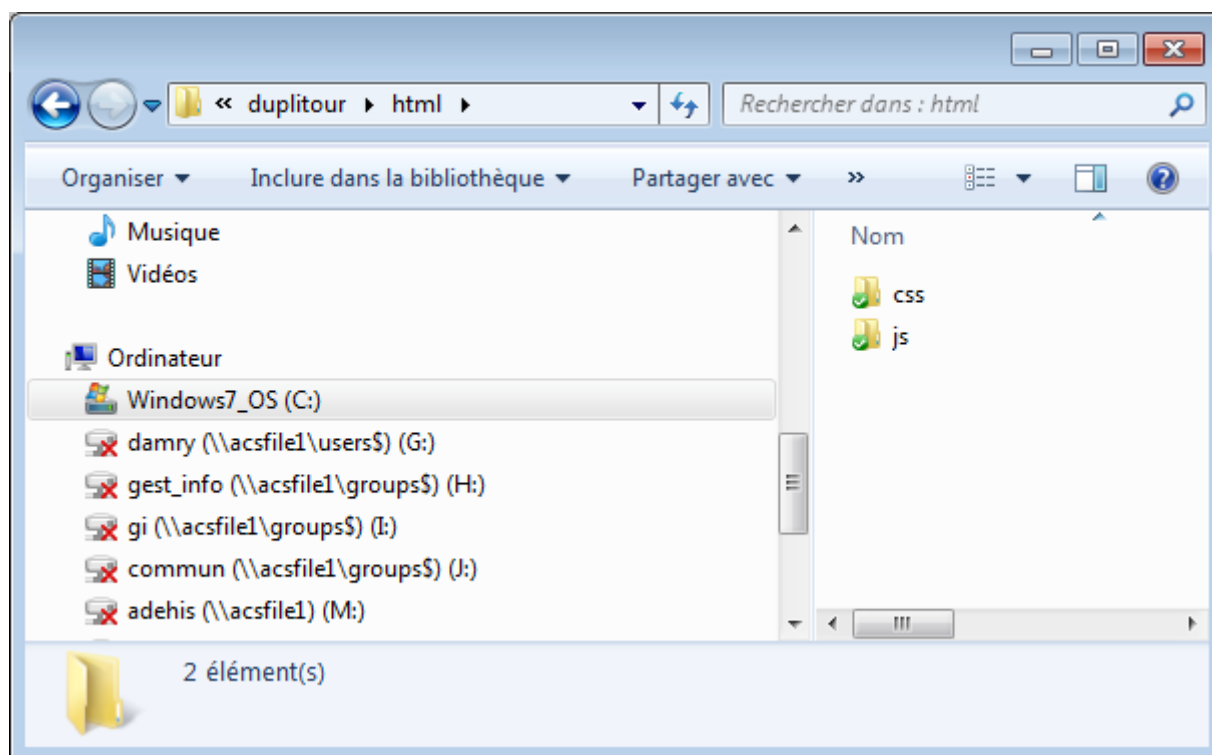 « duplitour html
Rechercher dans : html
Organiser
Inclure dans la bibliothèque
Partager avec
»
Musique
Vidéos
Ordinateur
Windows7_OS (C:)
damry (\\acsfile1\users$) (G:)
gest_info (\\acsfile1\groups$) (H:)
gi (\\acsfile1\groups$) (I:)
commun (\\acsfile1\groups$) (J:)
adehis (\\acsfile1) (M:)
Nom
css
js
2 élément(s)